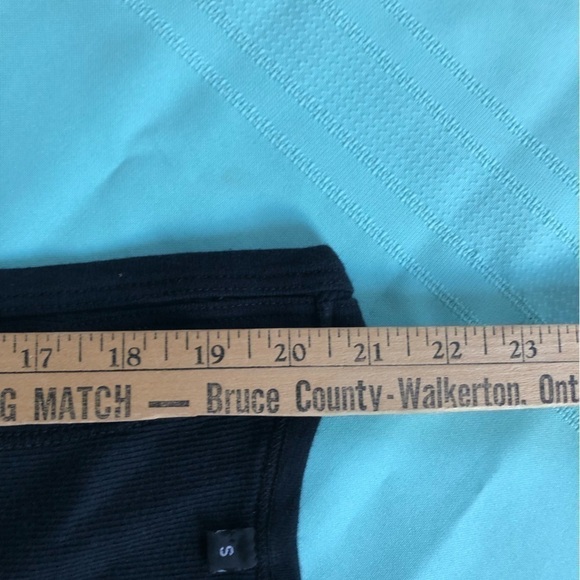 17 18 19 20 21 22 23
G MATCH — Bruce County - Walkerton, Ont
S